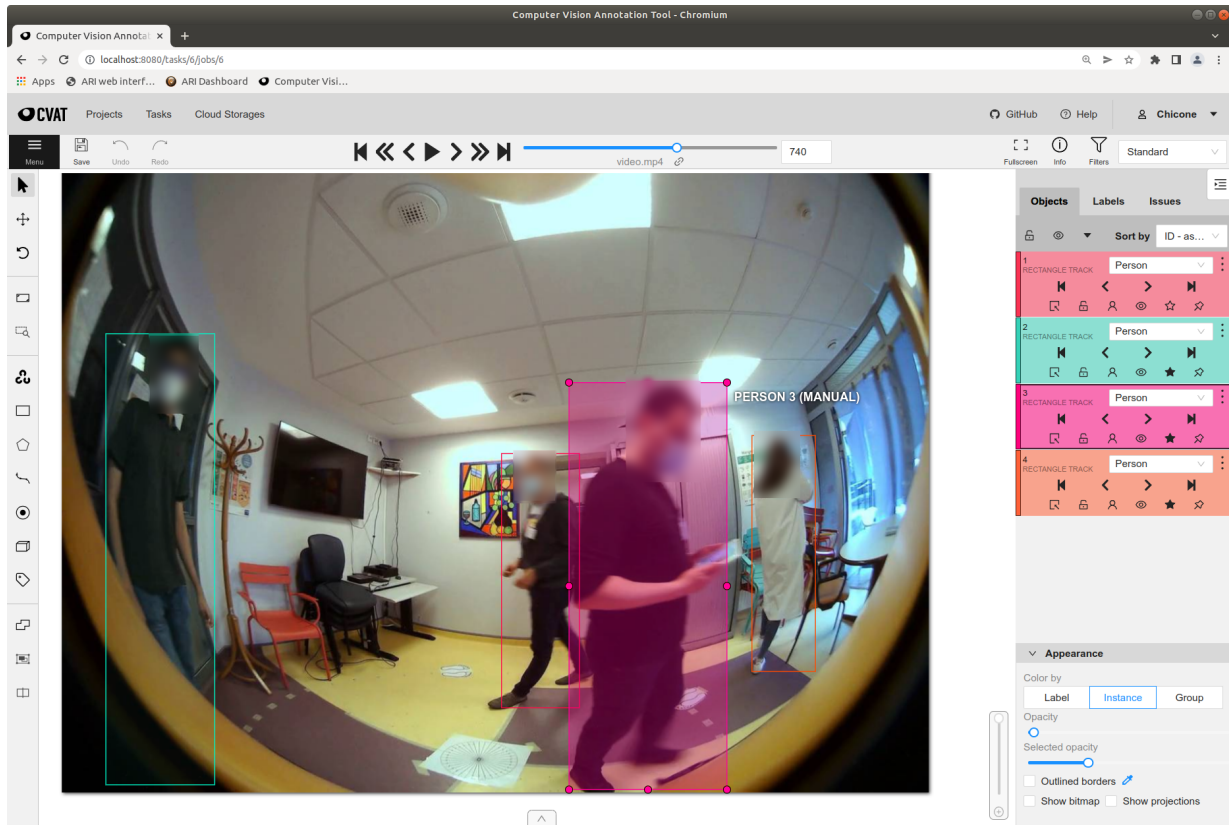 Computer Vision Annotation Tool - Chromium
Computer Vision Annotat
localhost:8080/tasks/6/jobs/6
Apps ARI web interf... ARI Dashboard Computer Visi...
CVAT Projects Tasks Cloud Storages GitHub Help Chicone
Menu Save Undo Redo video.mp4 740 Fullscreen Info Filters Standard
Objects Labels Issues
Sort by ID - as...
1 Person
RECTANGLE TRACK
2 Person
RECTANGLE TRACK
3 Person
RECTANGLE TRACK
4 Person
RECTANGLE TRACK
PERSON 3 (MANUAL)
Appearance
Color by
Label Instance Group
Opacity
Selected opacity
Outlined borders
Show bitmap Show projections